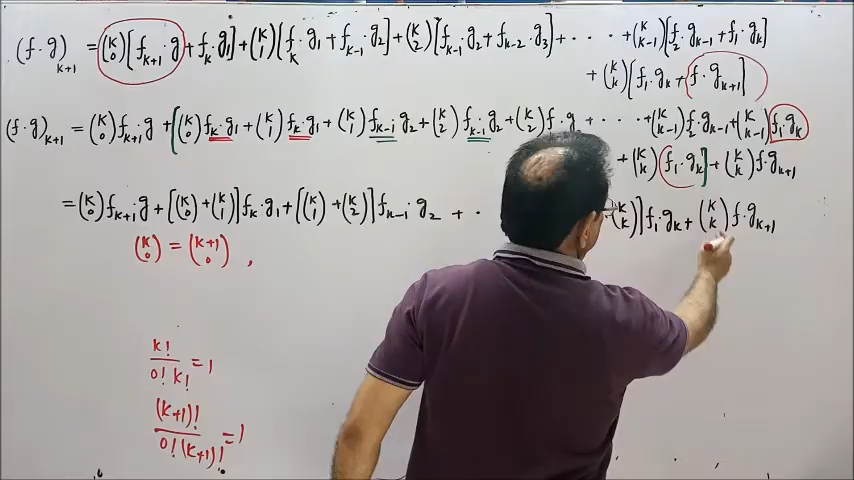 (f·g)_{k+1} = (k 0)[f_{k+1}·g + f_k·g_1] + (k 1)[f_k·g_1 + f_{k-1}·g_2] + (k 2)[f_{k-1}·g_2 + f_{k-2}·g_3] + · · · · + (k k-1)[f_2·g_{k-1} + f_1·g_k]
+ (k k)[f_1·g_k + f·g_{k+1}]
(f·g)_{k+1} = (k 0)f_{k+1}·g + [(k 0)f_k·g_1 + (k 1)f_k·g_1 + (k 1)f_{k-1}·g_2 + (k 2)f_{k-1}·g_2 + (k 2)f·g + · · · · + (k k-1)f_2·g_{k-1} + (k k-1)f_1·g_k
+ (k k)f_1·g_k] + (k k)f·g_{k+1}
= (k 0)f_{k+1}·g + [(k 0) + (k 1)]f_k·g_1 + [(k 1) + (k 2)]f_{k-1}·g_2 + · (k k)]f_1·g_k + (k k)f·g_{k+1}
(k 0) = (k+1 0) ,
k!/(0! k!) = 1
(k+1)!/(0!(k+1)!) = 1